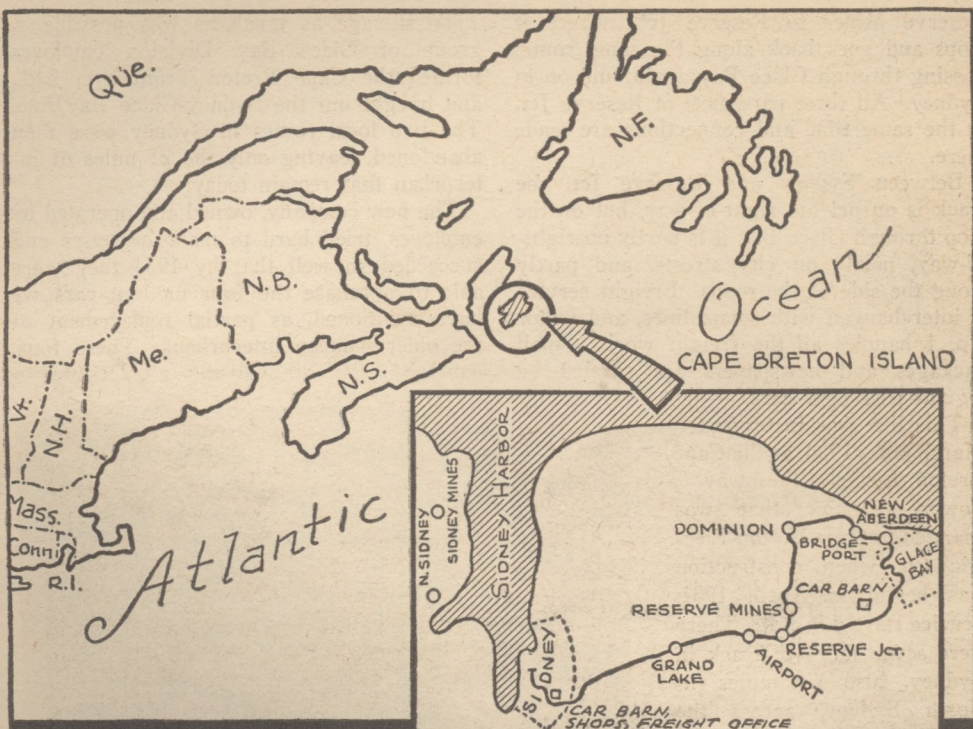 Que.
N.F.
N.B.
Me.
N.S.
Vt.
N.H.
Mass.
Conn.
R.I.
Atlantic Ocean
CAPE BRETON ISLAND
SIDNEY HARBOR
N. SIDNEY
SIDNEY MINES
DOMINION
NEW
ABERDEEN
BRIDGE-
PORT
GLACE
BAY
CAR BARN
RESERVE MINES
RESERVE JCT.
AIRPORT
GRAND
LAKE
SIDNEY
CAR BARN,
SHOPS, FREIGHT OFFICE